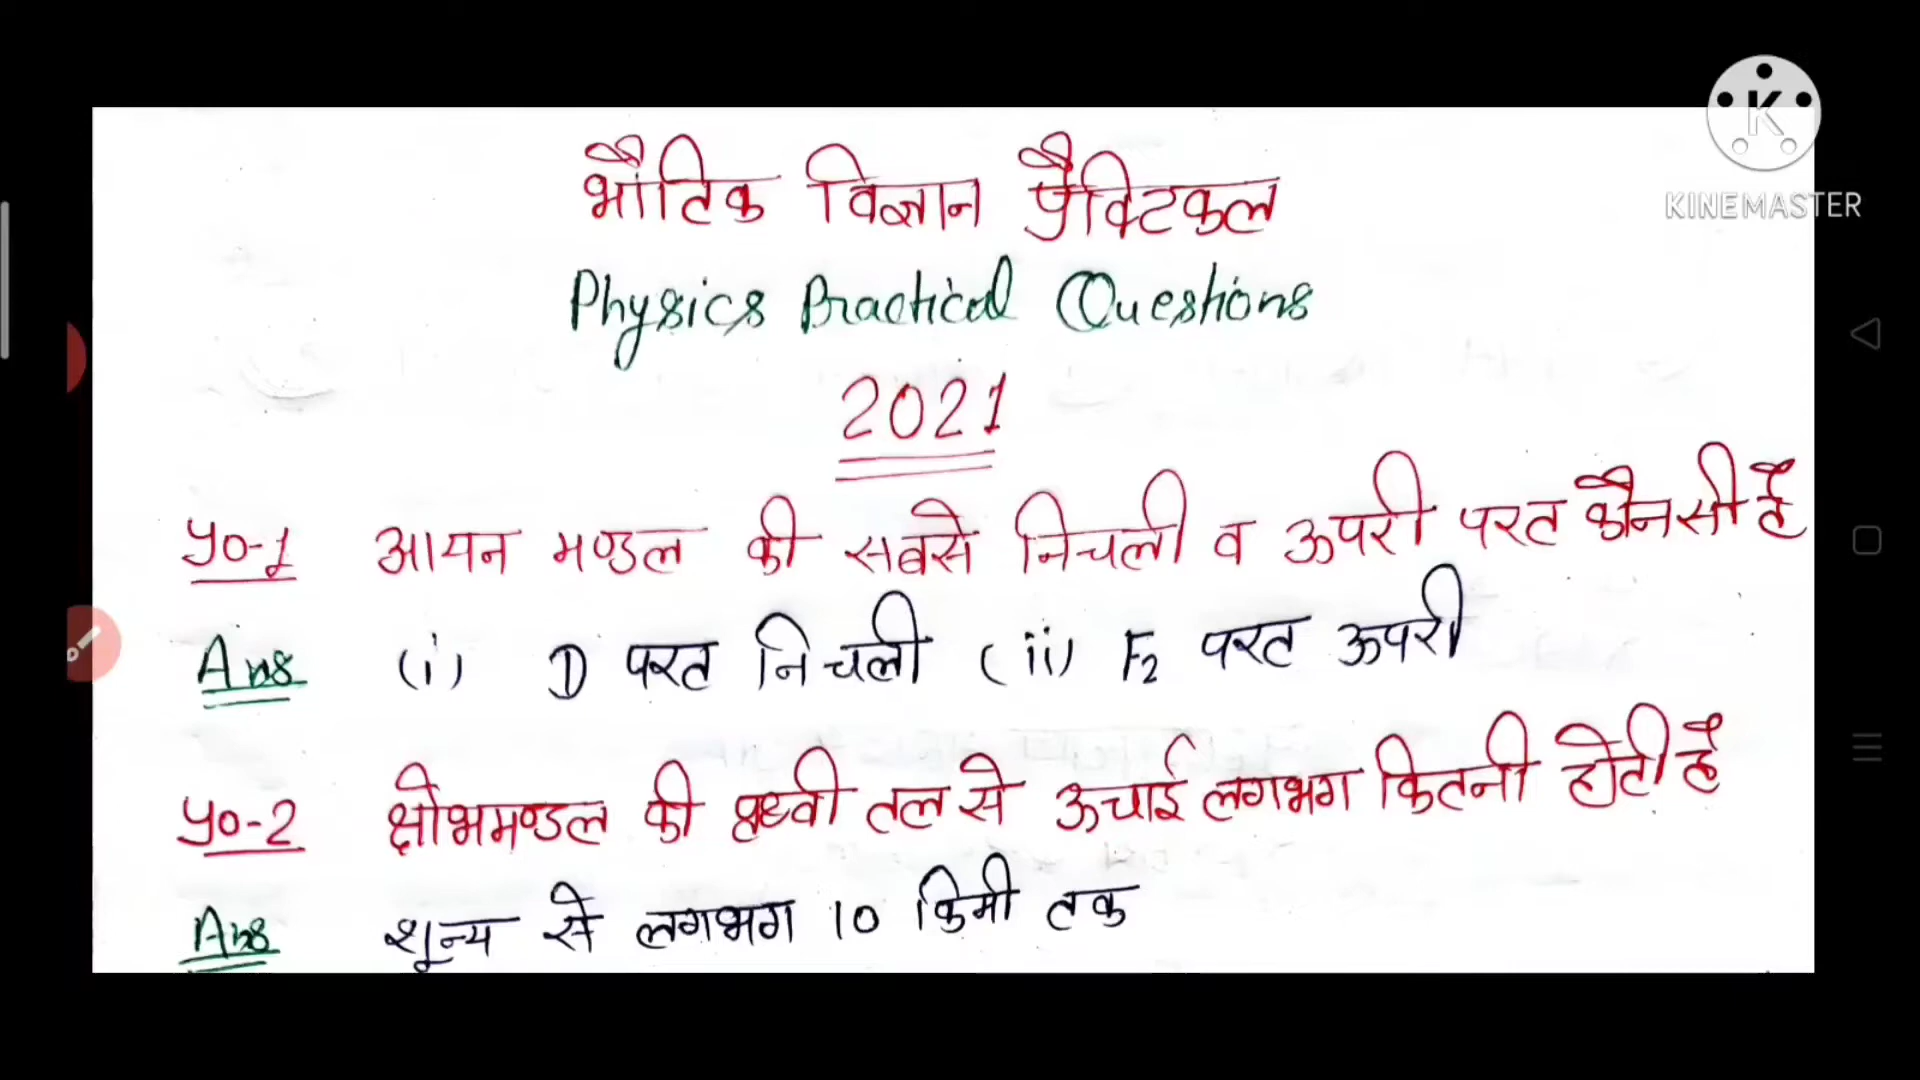 भौतिक विज्ञान प्रैक्टिकल
Physics Practical Questions
2021
प्र०-1 आयन मण्डल की सबसे निचली व ऊपरी परत कौन सी है
Ans (i) D परत निचली (ii) F₂ परत ऊपरी
प्र०-2 क्षोभमण्डल की पृथ्वी तल से ऊचाई लगभग कितनी होती है
Ans शून्य से लगभग 10 किमी तक
K
KINEMASTER